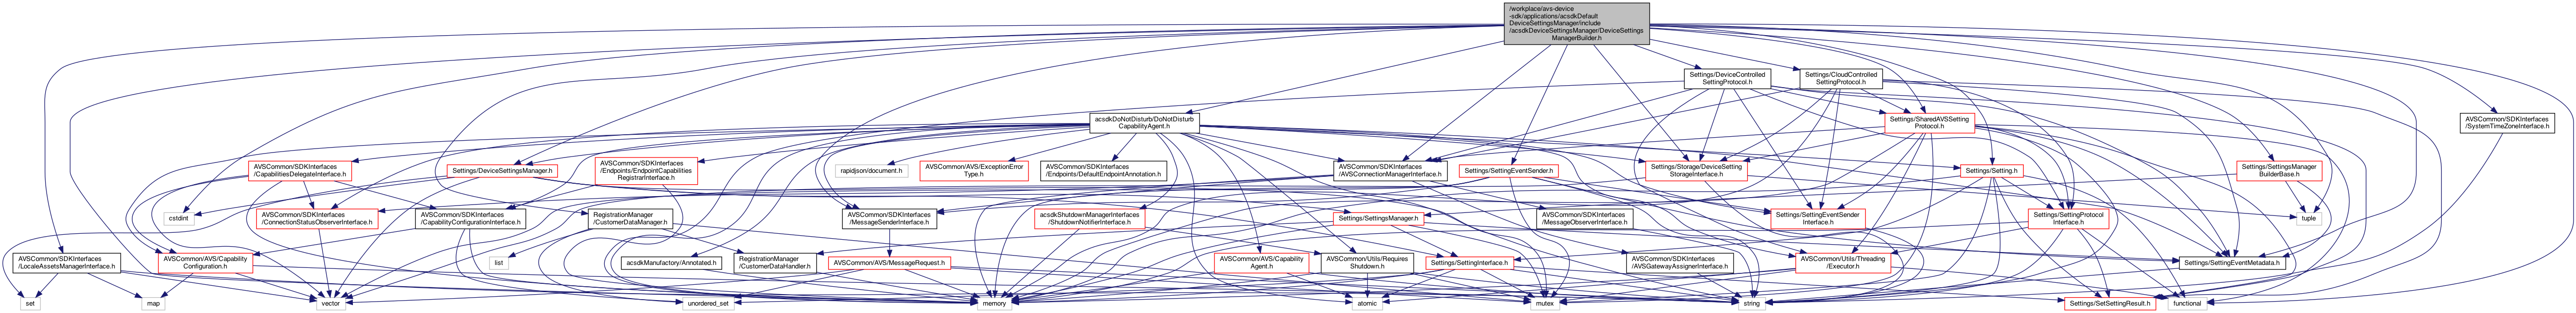 /workplace/avs-device
-sdk/applications/acsdkDefault
DeviceSettingsManager/include
/acsdkDeviceSettingsManager/DeviceSettings
ManagerBuilder.h
Settings/DeviceControlled
SettingProtocol.h
Settings/CloudControlled
SettingProtocol.h
acsdkDoNotDisturb/DoNotDisturb
CapabilityAgent.h
Settings/SharedAVSSetting
Protocol.h
AVSCommon/SDKInterfaces
/SystemTimeZoneInterface.h
AVSCommon/SDKInterfaces
/CapabilitiesDelegateInterface.h
Settings/DeviceSettingsManager.h
AVSCommon/SDKInterfaces
/Endpoints/EndpointCapabilities
RegistrarInterface.h
rapidjson/document.h
AVSCommon/AVS/ExceptionError
Type.h
AVSCommon/SDKInterfaces
/Endpoints/DefaultEndpointAnnotation.h
AVSCommon/SDKInterfaces
/AVSConnectionManagerInterface.h
Settings/SettingEventSender.h
Settings/Storage/DeviceSetting
StorageInterface.h
Settings/Setting.h
Settings/SettingsManager
BuilderBase.h
cstdint
AVSCommon/SDKInterfaces
/ConnectionStatusObserverInterface.h
AVSCommon/SDKInterfaces
/CapabilityConfigurationInterface.h
RegistrationManager
/CustomerDataManager.h
AVSCommon/SDKInterfaces
/MessageSenderInterface.h
acsdkShutdownManagerInterfaces
/ShutdownNotifierInterface.h
Settings/SettingsManager.h
AVSCommon/SDKInterfaces
/MessageObserverInterface.h
Settings/SettingEventSender
Interface.h
Settings/SettingProtocol
Interface.h
tuple
AVSCommon/SDKInterfaces
/LocaleAssetsManagerInterface.h
AVSCommon/AVS/Capability
Configuration.h
list
acsdkManufactory/Annotated.h
RegistrationManager
/CustomerDataHandler.h
AVSCommon/AVS/MessageRequest.h
AVSCommon/AVS/Capability
Agent.h
AVSCommon/Utils/Requires
Shutdown.h
Settings/SettingInterface.h
AVSCommon/SDKInterfaces
/AVSGatewayAssignerInterface.h
AVSCommon/Utils/Threading
/Executor.h
Settings/SettingEventMetadata.h
set
map
vector
unordered_set
memory
atomic
mutex
string
Settings/SetSettingResult.h
functional